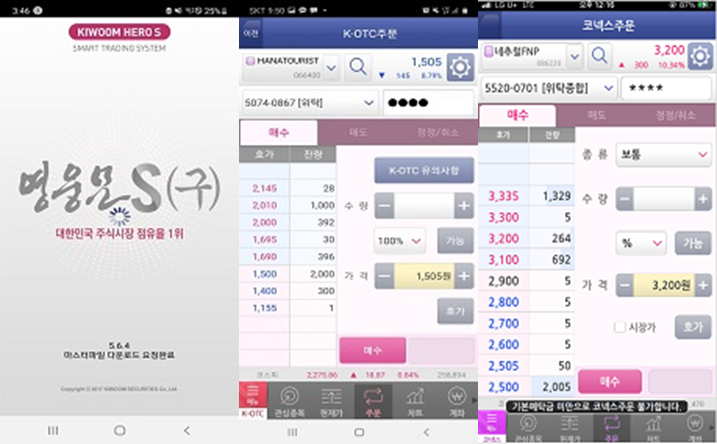 3.46
25%
KIWOOM HERO S
SMART TRADING SYSTEM
영웅문S(구)
대한민국 주식시장 점유율 1위
5.6.4
마스터파일 다운로드 요청완료
Copyright ⓒ 2017 KIWOOM SECURITIES Co.,Ltd.
SKT 9:50
이전
K-OTC주문
HANATOURIST
066400
1,505
▼ 145 8.79%
5074-0867 [위탁]
●●●●
매수
매도
정정/취소
호가
잔량
K-OTC 유의사항
2,145 28
2,010 1,000
2,000 392
1,695 30
1,690 396
1,500 2,000
1,400 300
1,155 1
수 량
100%
가능
가 격
1,505원
호가
매수
코스피 2,275.86 ▲ 18.87 0.84% 258,894
메뉴
K-OTC
관심종목
현재가
주문
차트
계좌
LG U+ LTE
오후 12:16
87%
코넥스주문
네추럴FNP
086220
3,200
▲ 300 10.34%
5520-0701 [위탁종합]
****
매수
매도
정정/취소
호가
잔량
3,335 1,329
3,300 5
3,200 264
3,100 692
2,900 5
2,800 5
2,700 5
2,600 5
2,505 50
2,500 2,005
종 류
보통
수 량
%
가능
가 격
3,200원
시장가
호가
매수
기본예탁금 미만으로 코넥스주문 불가합니다.
메뉴
코넥스
관심종목
현재가
주문
차트
계좌